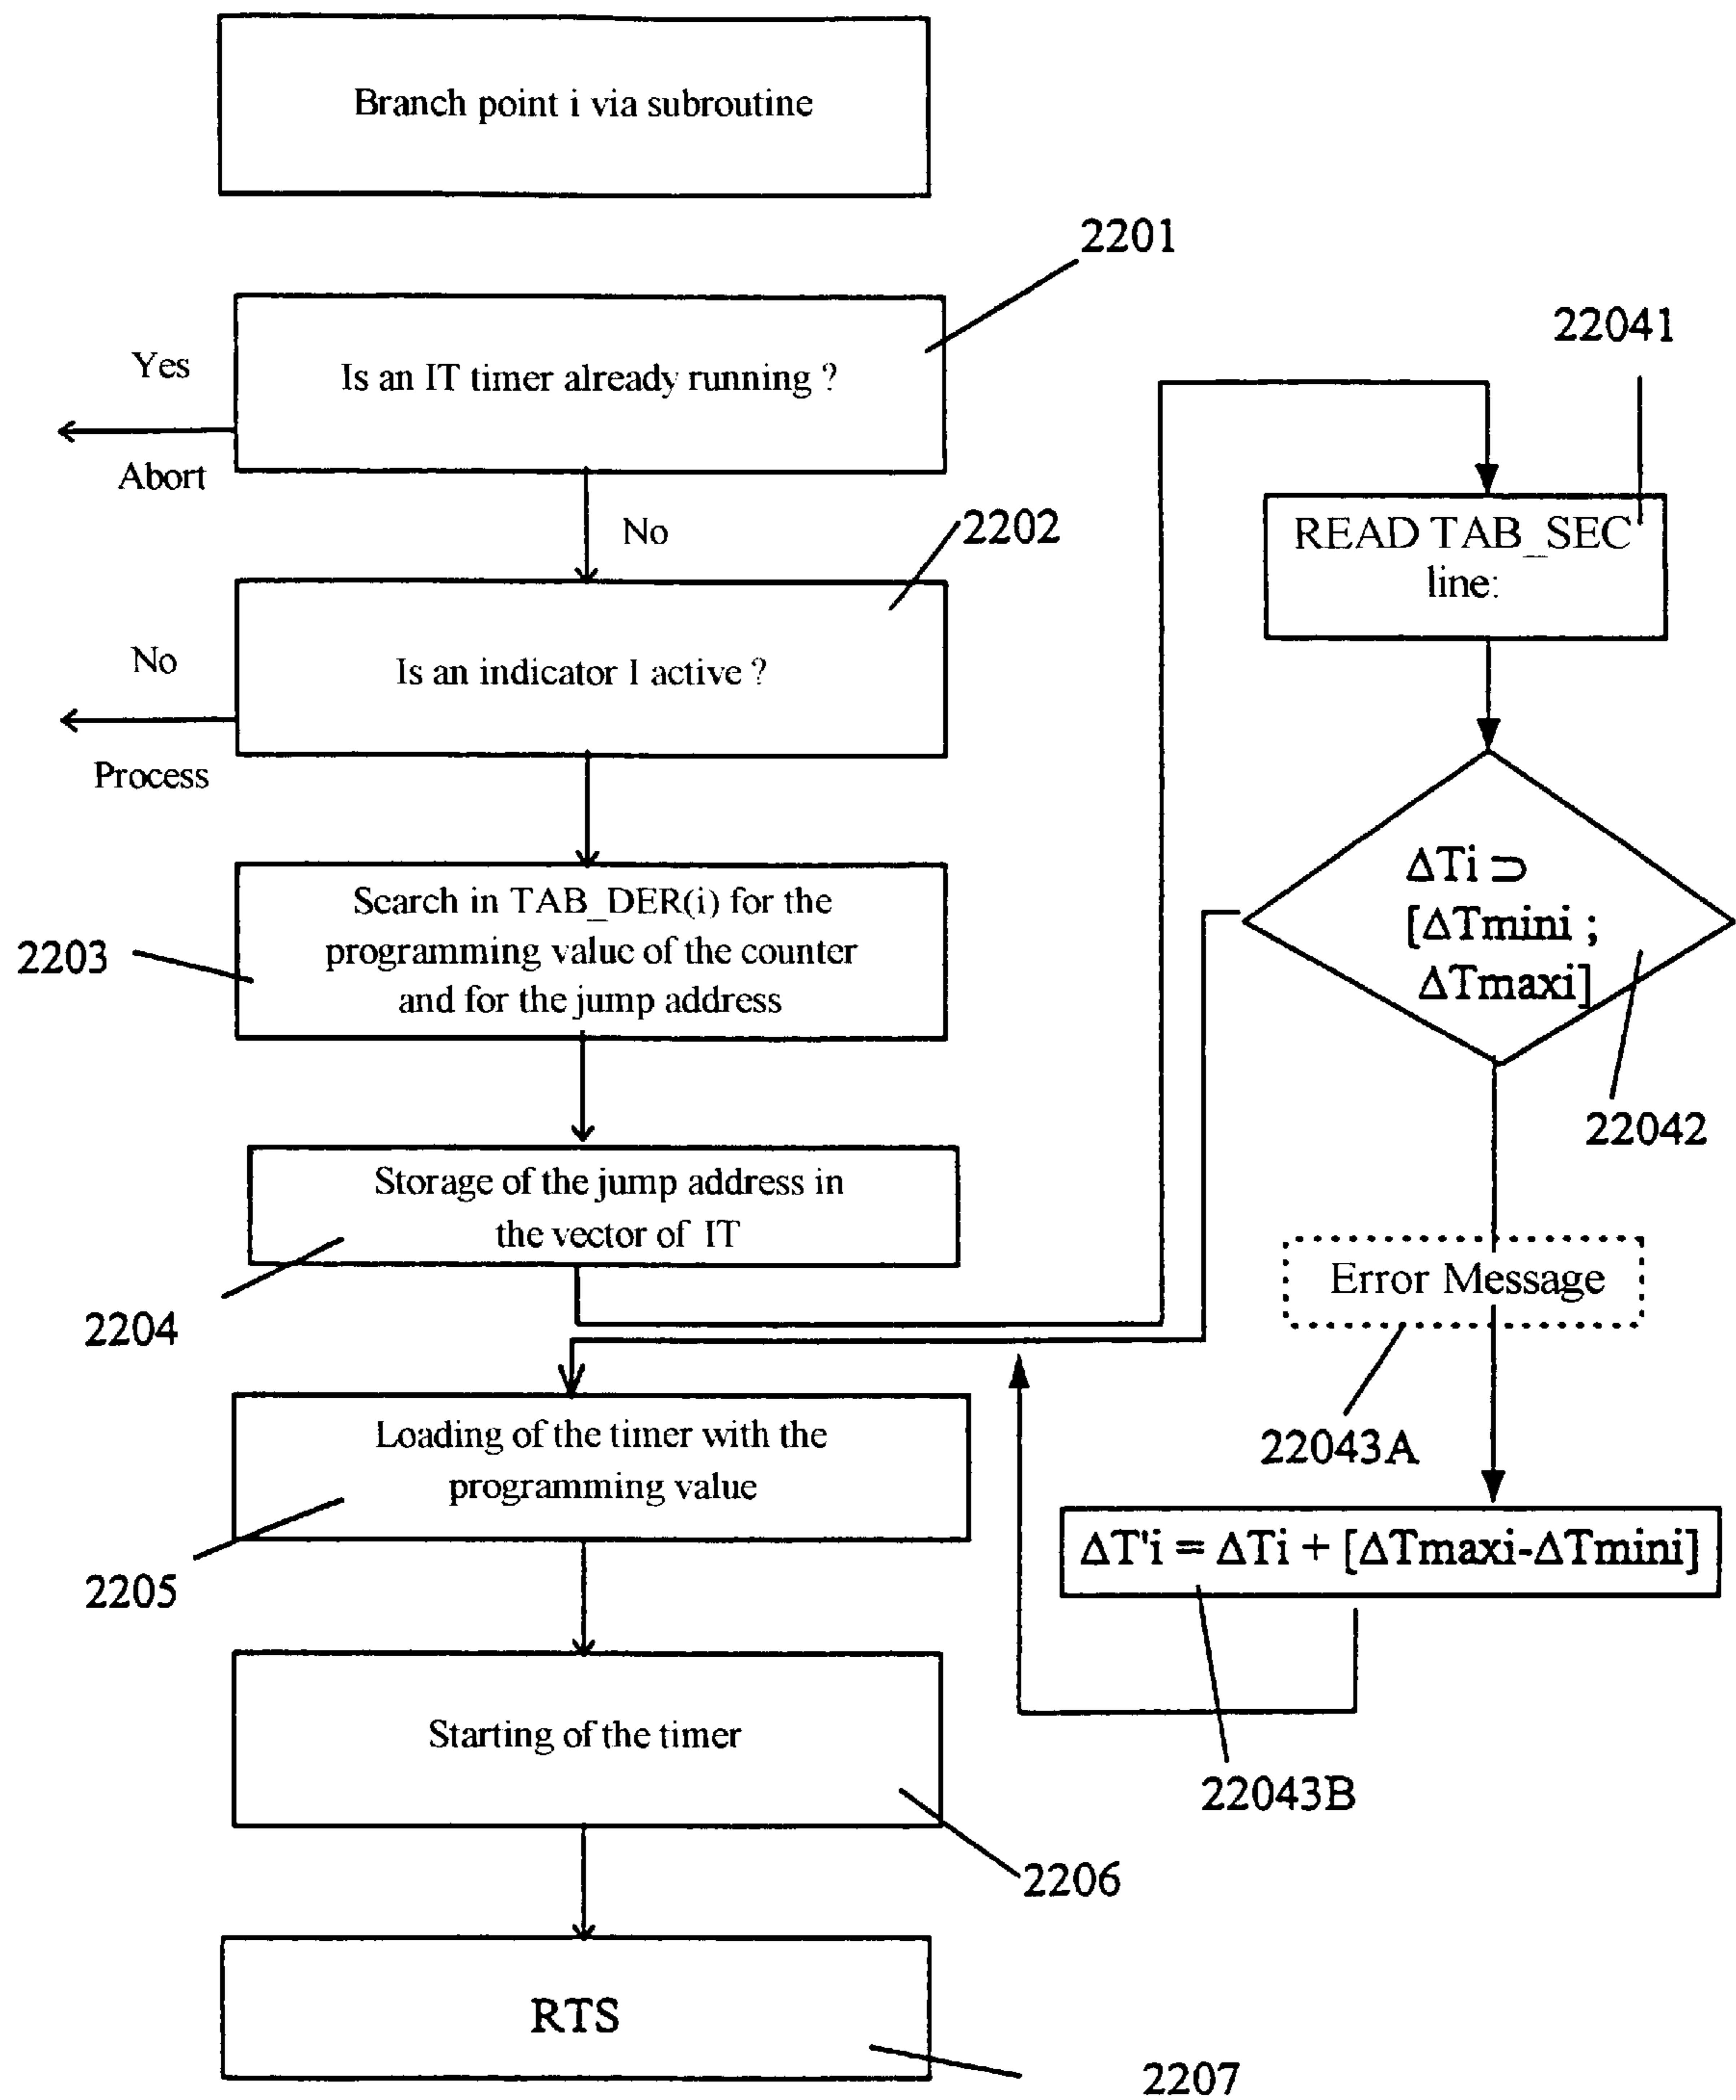 Branch point i via subroutine
2201
Is an IT timer already running ?
Yes
Abort
No
2202
Is an indicator I active ?
No
Process
2203
Search in TAB_DER(i) for the
programming value of the counter
and for the jump address
Storage of the jump address in
the vector of IT
2204
22041
READ TAB_SEC
line:
ΔTi ⊃
[ΔTmini ;
ΔTmaxi]
22042
Error Message
22043A
ΔT'i = ΔTi + [ΔTmaxi-ΔTmini]
22043B
Loading of the timer with the
programming value
2205
Starting of the timer
2206
RTS
2207